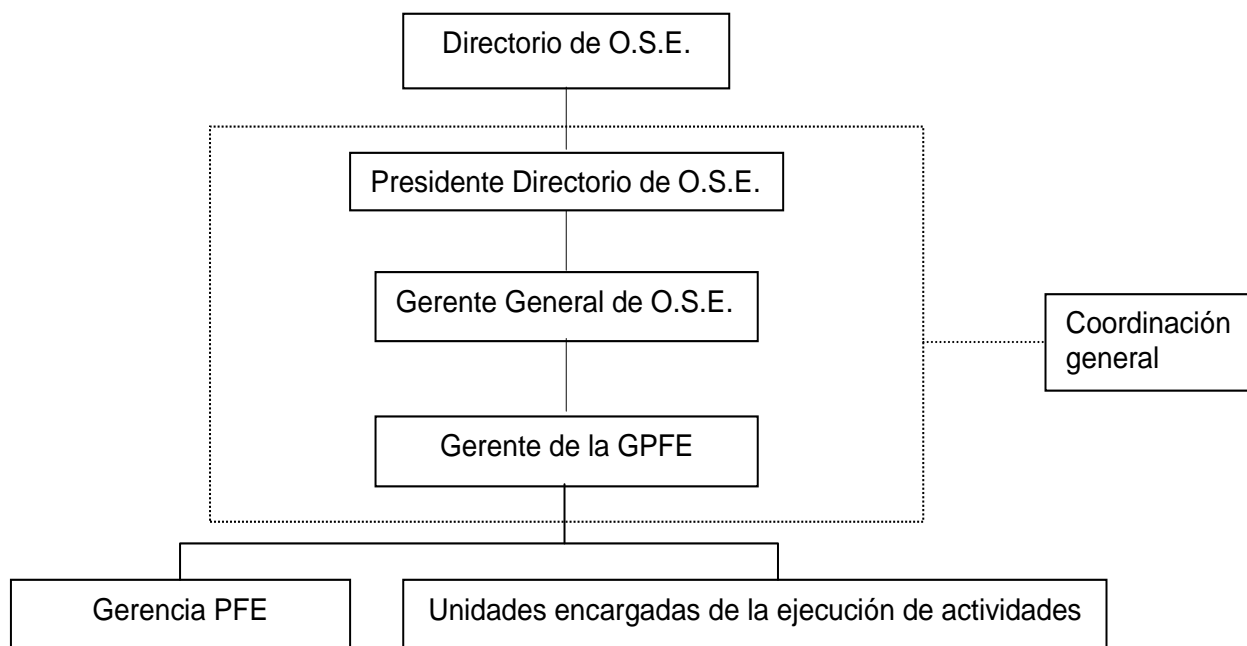 Directorio de O.S.E.
Presidente Directorio de O.S.E.
Gerente General de O.S.E.
Coordinación
general
Gerente de la GPFE
Gerencia PFE
Unidades encargadas de la ejecución de actividades